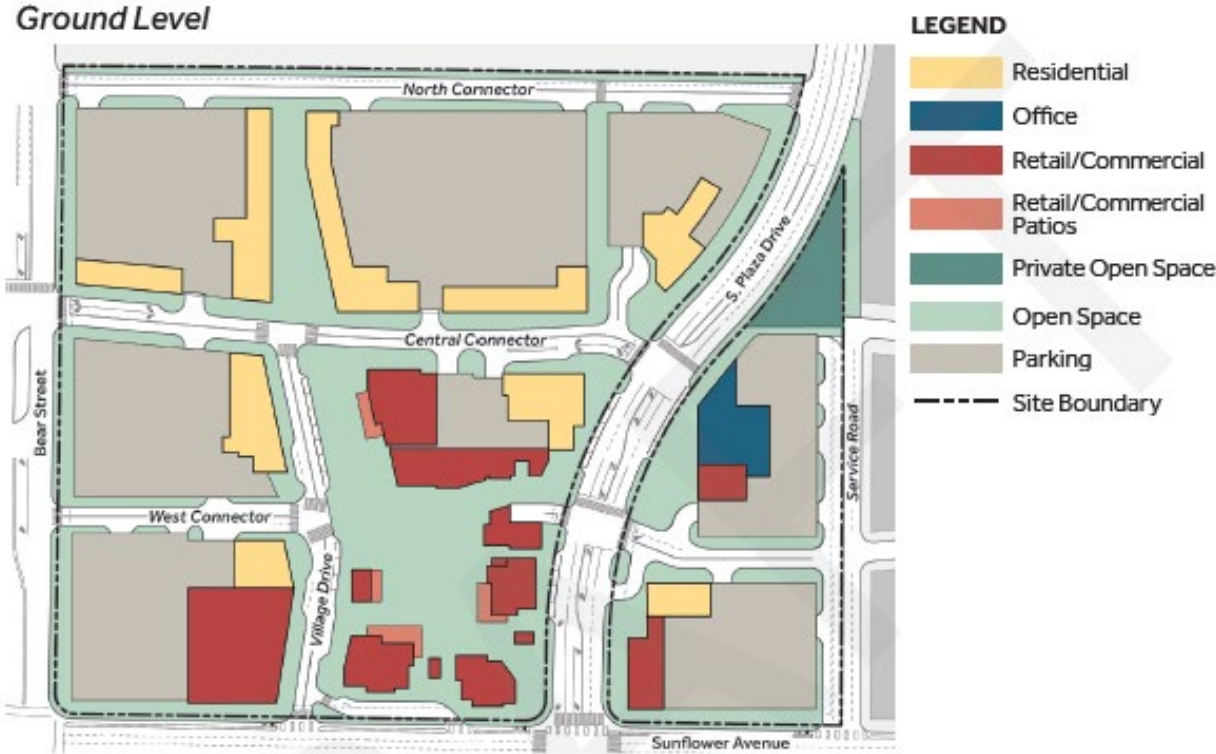 Ground Level
LEGEND
Residential
Office
Retail/Commercial
Retail/Commercial
Patios
Private Open Space
Open Space
Parking
Site Boundary
North Connector
S. Plaza Drive
Central Connector
Bear Street
Service Road
West Connector
Village Drive
Sunflower Avenue